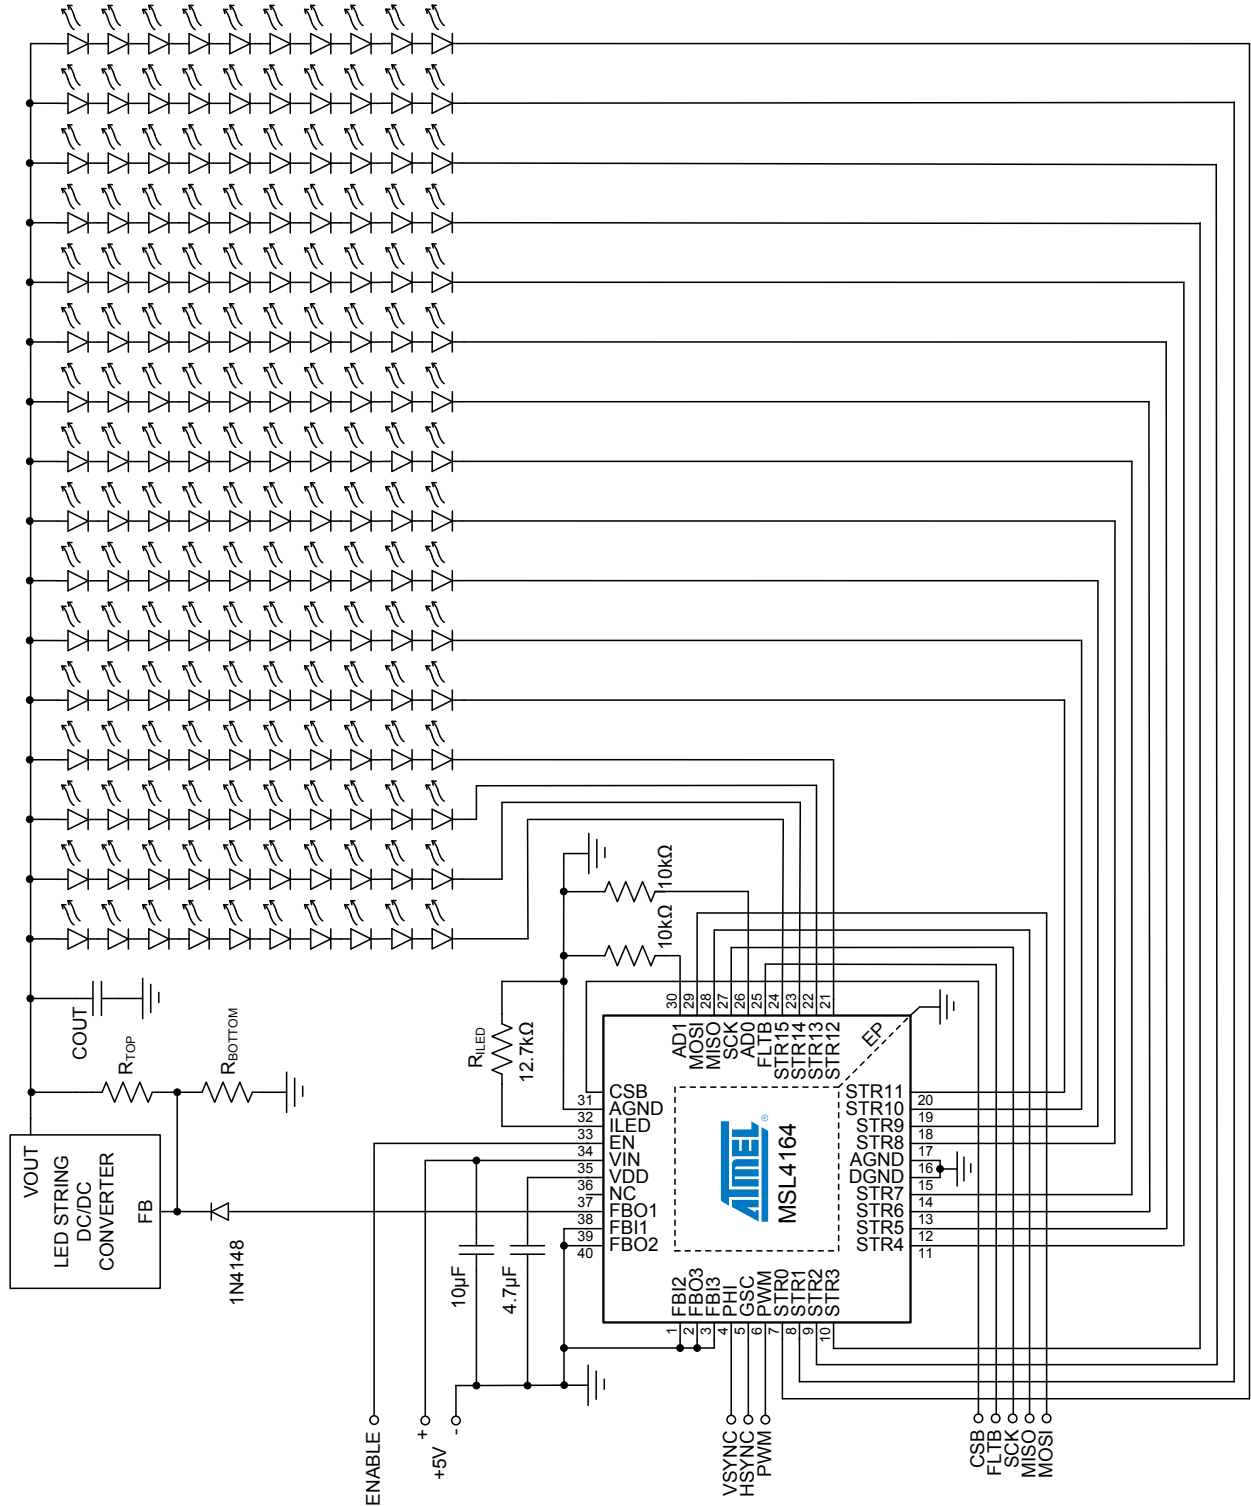 COUT
RTOP
RBOTTOM
VOUT
LED STRING
DC/DC
CONVERTER
FB
1N4148
10µF
4.7µF
RILED
12.7kΩ
10kΩ
10kΩ
30 29 28 27 26 25 24 23 22 21
AD1
MOSI
MISO
SCK
AD0
FLTB
STR15
STR14
STR13
STR12
EP
CSB
AGND
ILED
EN
VIN
VDD
NC
FBO1
FBI1
FBO2
31
32
33
34
35
36
37
38
39
40
ATMEL®
MSL4164
STR11
STR10
STR9
STR8
AGND
DGND
STR7
STR6
STR5
STR4
20
19
18
17
16
15
14
13
12
11
FBI2
FBO3
FBI3
PHI
GSC
PWM
STR0
STR1
STR2
STR3
1 2 3 4 5 6 7 8 9 10
ENABLE
+
+5V
-
VSYNC
HSYNC
PWM
CSB
FLTB
SCK
MISO
MOSI